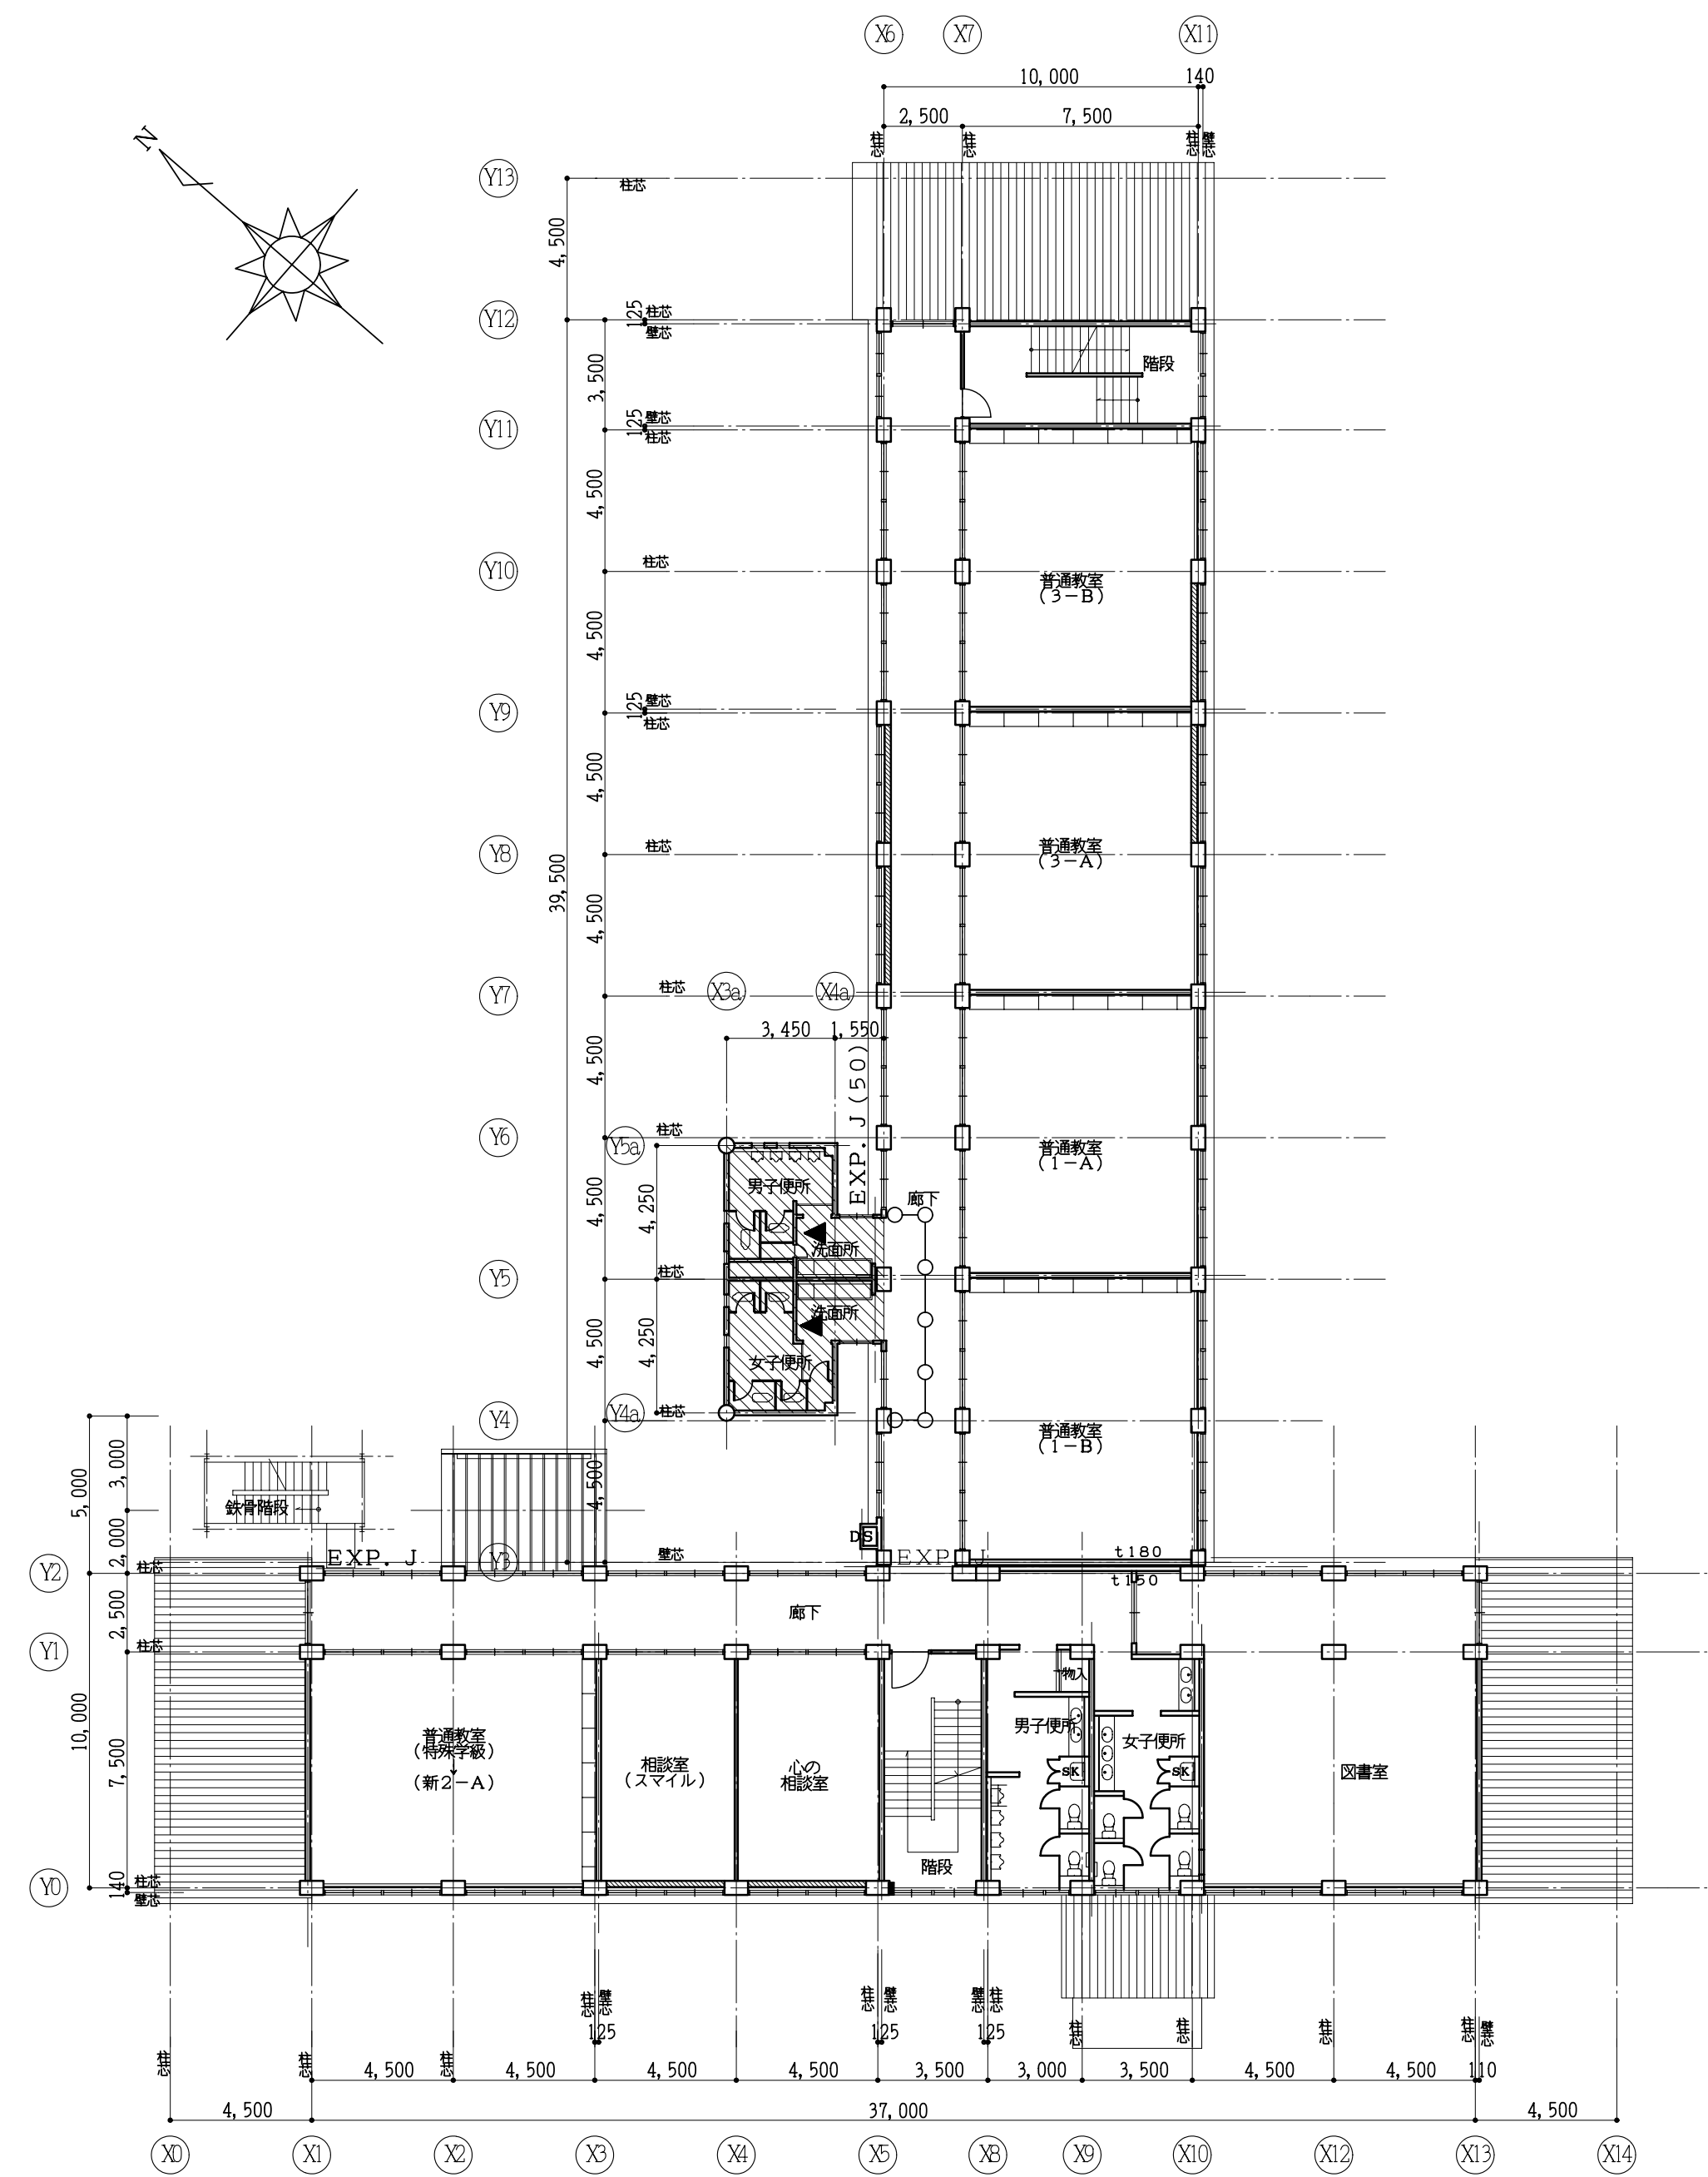 X6
X7
X11
10,000
140
2,500
7,500
柱芯
柱芯
柱芯
壁芯
N
Y13
柱芯
4,500
Y12
125
柱芯
壁芯
3,500
階段
Y11
125
壁芯
柱芯
4,500
Y10
柱芯
普通教室
(3-B)
4,500
Y9
125
壁芯
柱芯
4,500
39,500
Y8
柱芯
普通教室
(3-A)
4,500
Y7
柱芯
X3a
X4a
3,450
1,550
4,500
EXP. J (50)
Y6
柱芯
Y5a
普通教室
(1-A)
男子便所
廊下
4,500
4,250
洗面所
Y5
柱芯
洗面所
4,500
4,250
女子便所
Y4
Y4a
柱芯
普通教室
(1-B)
3,000
5,000
4,500
鉄骨階段
DS
2,000
EXP. J
Y3
壁芯
EXP. J
t180
Y2
柱芯
t150
2,500
廊下
Y1
柱芯
物入
10,000
7,500
普通教室
(特殊学級)
↓
(新2-A)
相談室
(スマイル)
心の
相談室
男子便所
女子便所
SK
SK
図書室
階段
Y0
140
柱芯
壁芯
柱芯
柱芯
柱芯
柱芯
壁芯
柱芯
壁芯
壁芯
柱芯
柱芯
柱芯
柱芯
柱芯
壁芯
125
125
125
4,500
4,500
4,500
4,500
3,500
3,000
3,500
4,500
4,500
110
4,500
37,000
4,500
X0
X1
X2
X3
X4
X5
X8
X9
X10
X12
X13
X14